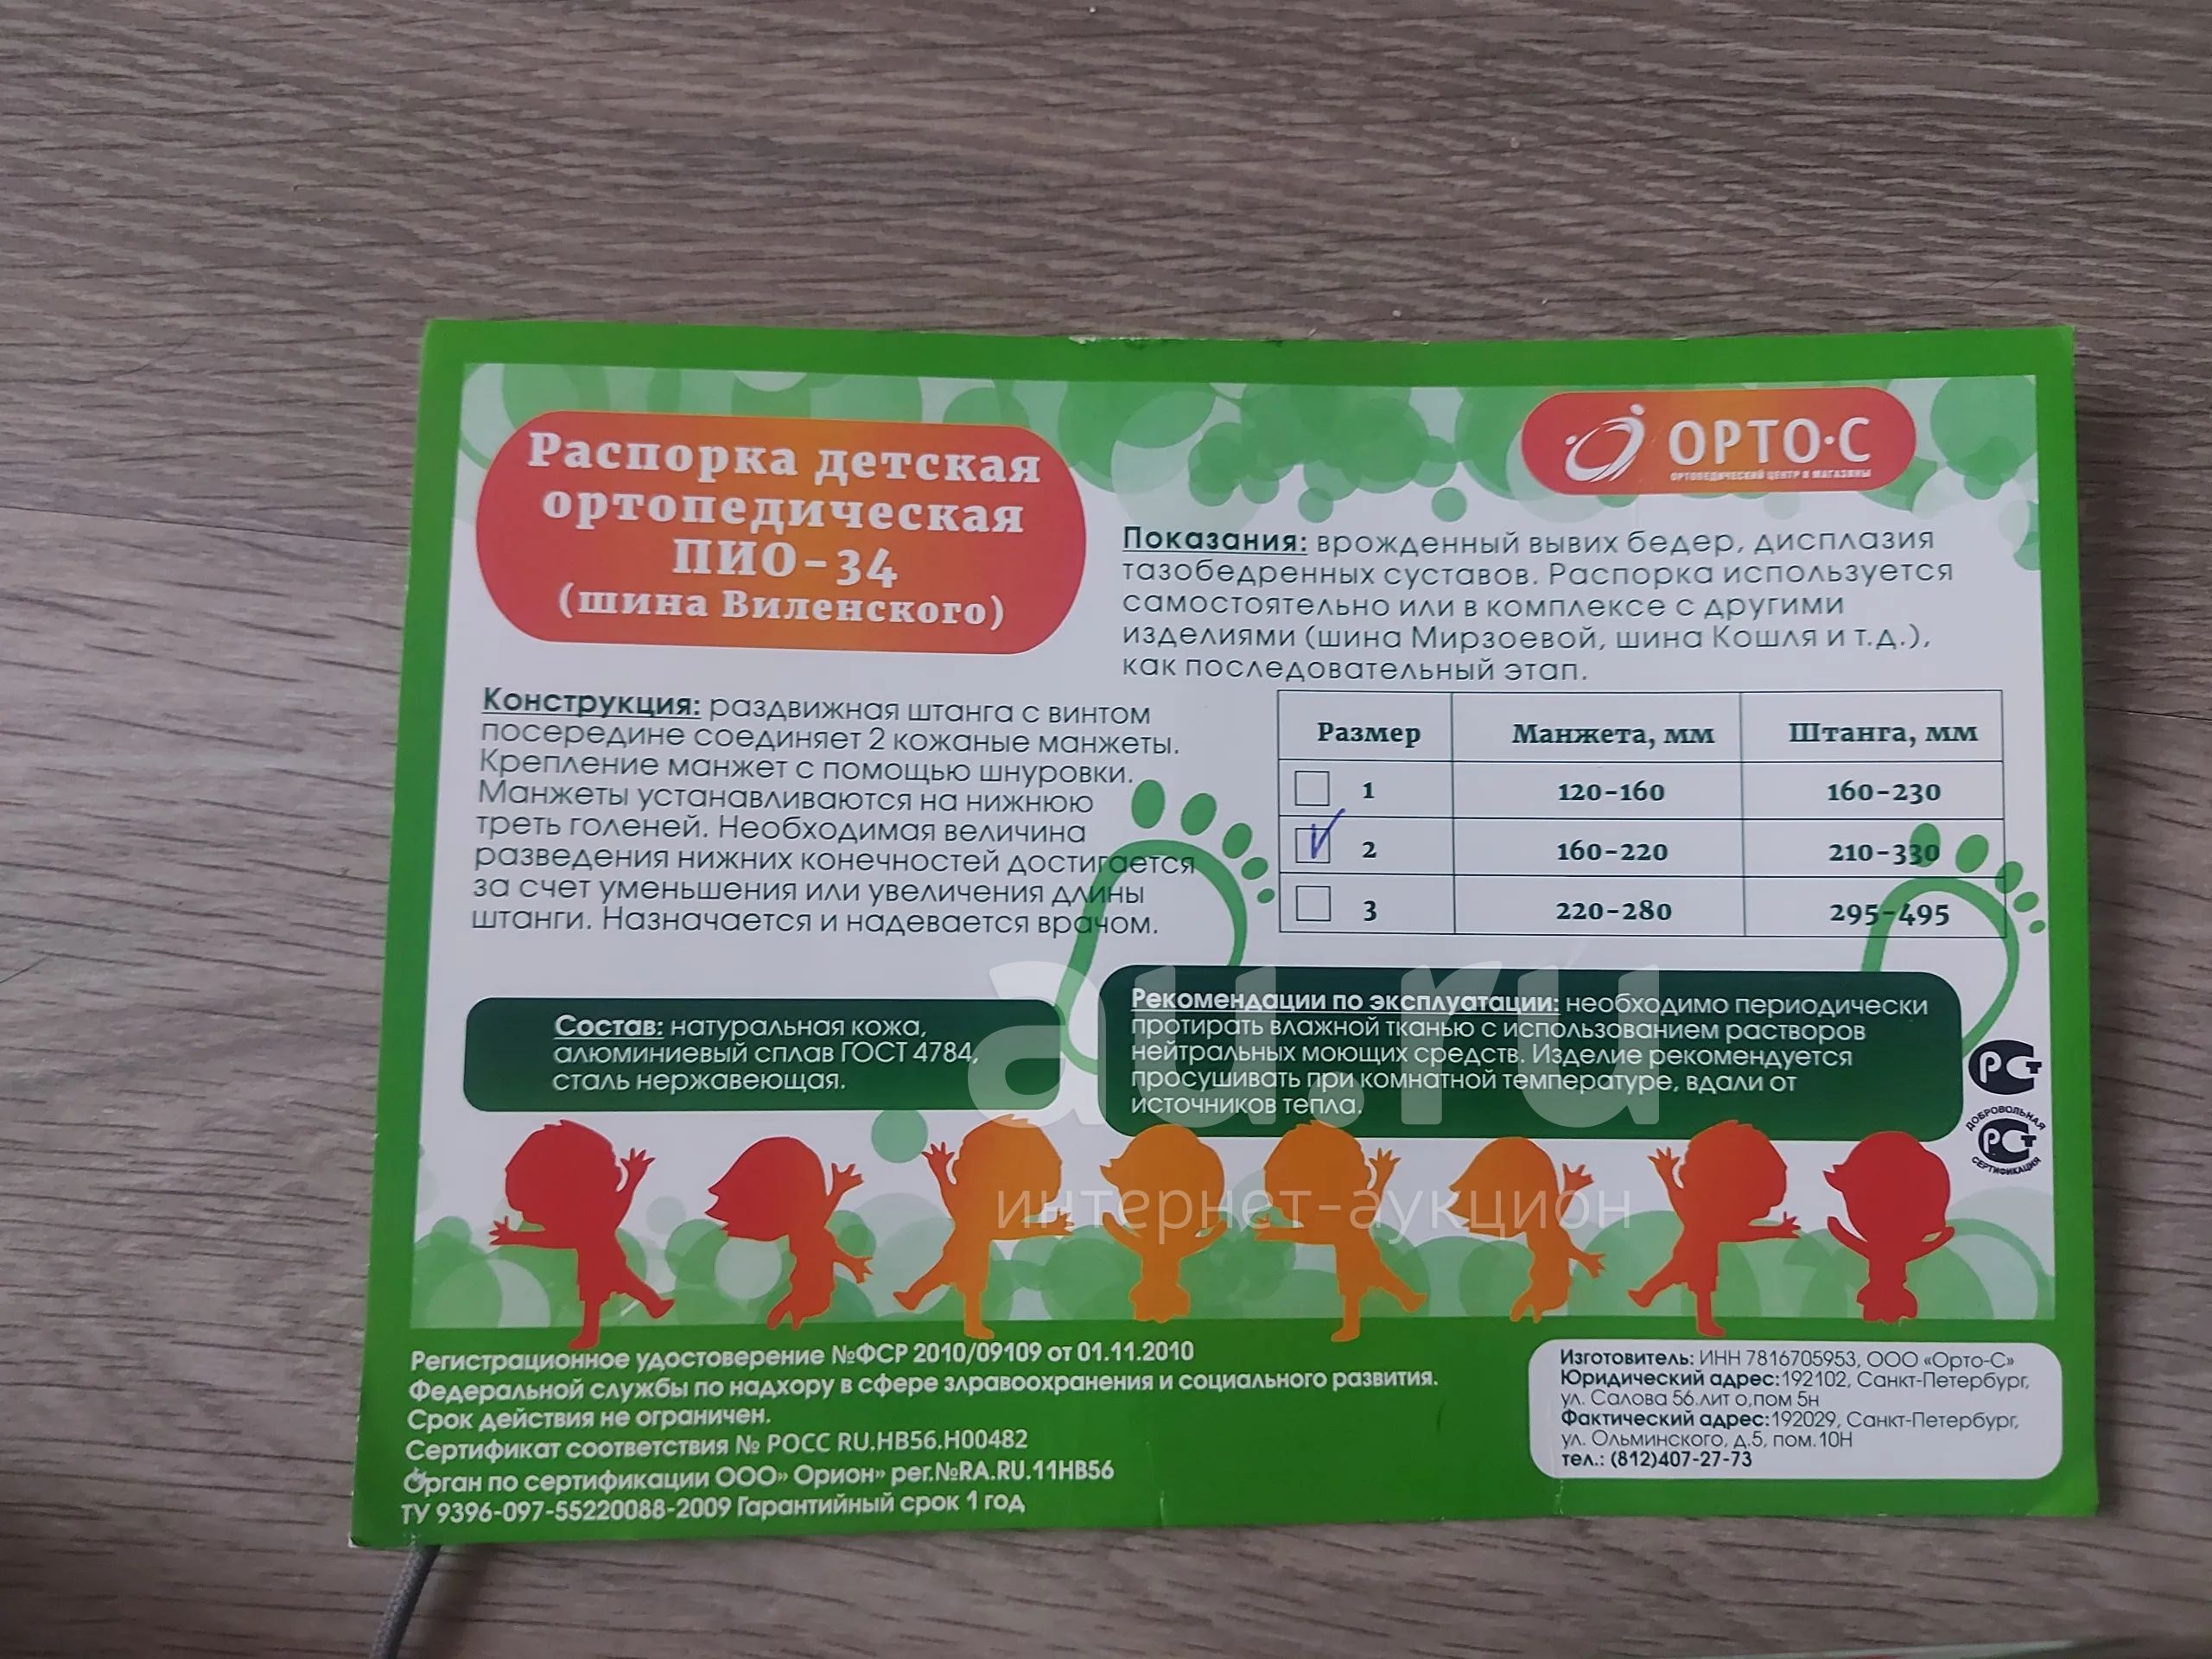 Распорка детская
ортопедическая
ПИО-34
(шина Виленского)
ОРТО·С
ОРТОПЕДИЧЕСКИЙ ЦЕНТР И МАГАЗИНЫ
Показания: врожденный вывих бедер, дисплазия
тазобедренных суставов. Распорка используется
самостоятельно или в комплексе с другими
изделиями (шина Мирзоевой, шина Кошля и т.д.),
как последовательный этап.
Конструкция: раздвижная штанга с винтом
посередине соединяет 2 кожаные манжеты.
Крепление манжет с помощью шнуровки.
Манжеты устанавливаются на нижнюю
треть голеней. Необходимая величина
разведения нижних конечностей достигается
за счет уменьшения или увеличения длины
штанги. Назначается и надевается врачом.
Размер Манжета, мм Штанга, мм
1 120-160 160-230
2 160-220 210-330
3 220-280 295-495
Состав: натуральная кожа,
алюминиевый сплав ГОСТ 4784,
сталь нержавеющая.
Рекомендации по эксплуатации: необходимо периодически
протирать влажной тканью с использованием растворов
нейтральных моющих средств. Изделие рекомендуется
просушивать при комнатной температуре, вдали от
источников тепла.
РСТ
ДОБРОВОЛЬНАЯ
РСТ
СЕРТИФИКАЦИЯ
au.ru
интернет-аукцион
Регистрационное удостоверение №ФСР 2010/09109 от 01.11.2010
Федеральной службы по надхору в сфере злравоохранения и социального развития.
Срок действия не ограничен.
Сертификат соответствия № РОСС RU.HB56.H00482
Орган по сертификации ООО» Орион» рег.№RA.RU.11HB56
ТУ 9396-097-55220088-2009 Гарантийный срок 1 год
Изготовитель: ИНН 7816705953, ООО «Орто-С»
Юридический адрес:192102, Санкт-Петербург,
ул. Салова 56.лит о,пом 5н
Фактический адрес:192029, Санкт-Петербург,
ул. Ольминского, д.5, пом.10Н
тел.: (812)407-27-73